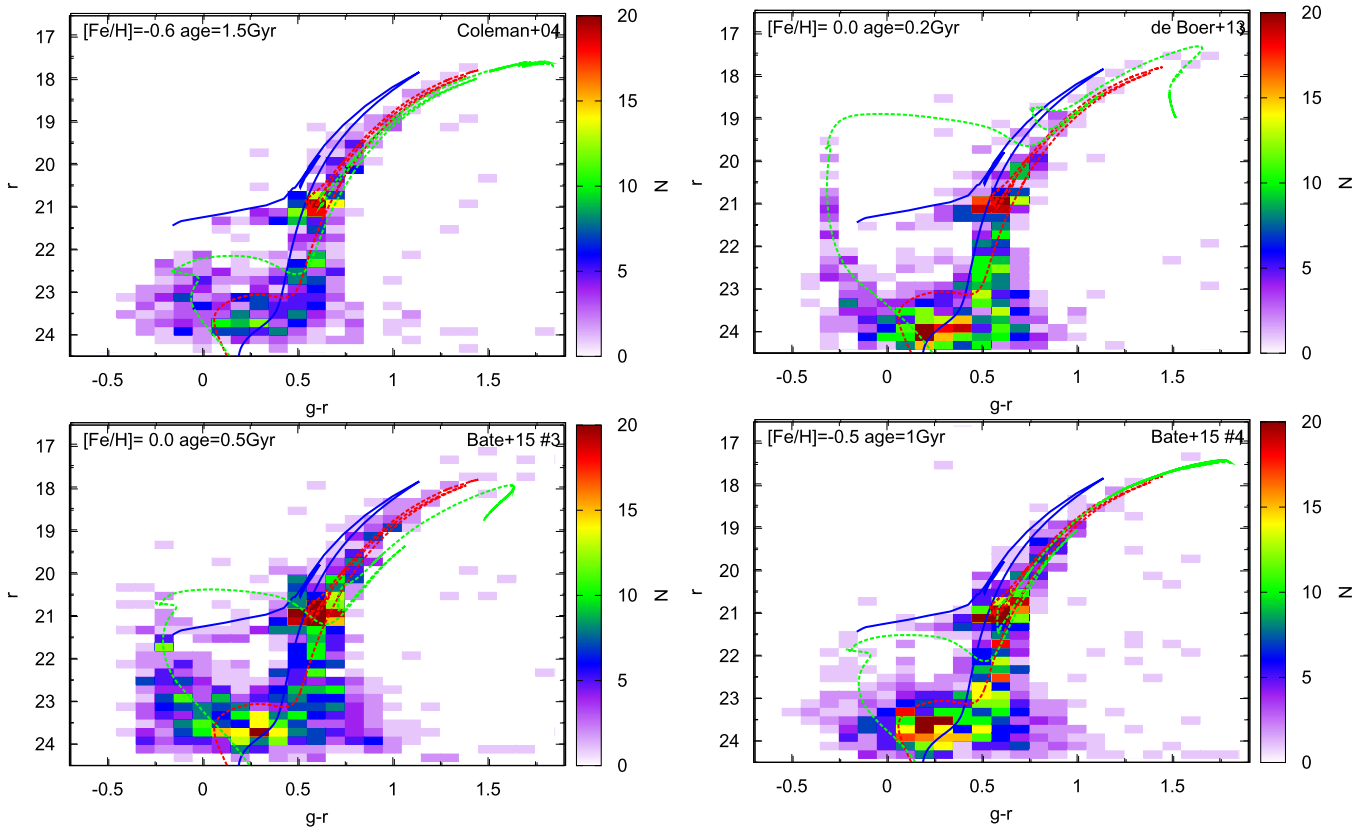 [Fe/H]=-0.6 age=1.5Gyr Coleman+04
17
18
19
20
21
22
23
24
r
-0.5 0 0.5 1 1.5
g-r
20
15
10
5
0
N
[Fe/H]= 0.0 age=0.2Gyr de Boer+13
17
18
19
20
21
22
23
24
r
-0.5 0 0.5 1 1.5
g-r
20
15
10
5
0
N
[Fe/H]= 0.0 age=0.5Gyr Bate+15 #3
17
18
19
20
21
22
23
24
r
-0.5 0 0.5 1 1.5
g-r
20
15
10
5
0
N
[Fe/H]=-0.5 age=1Gyr Bate+15 #4
17
18
19
20
21
22
23
24
r
-0.5 0 0.5 1 1.5
g-r
20
15
10
5
0
N